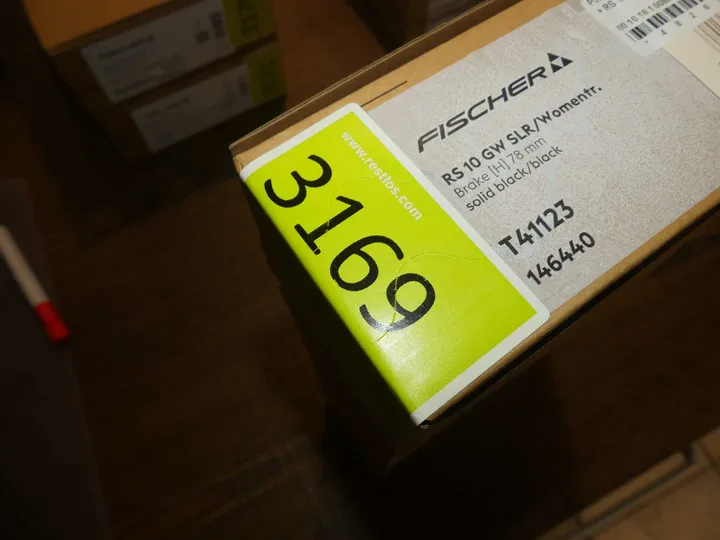 www.restlos.com
3169
FISCHER
RS 10 GW SLR/Womentr.
Brake [H] 78 mm
solid black/black
T41123
146440